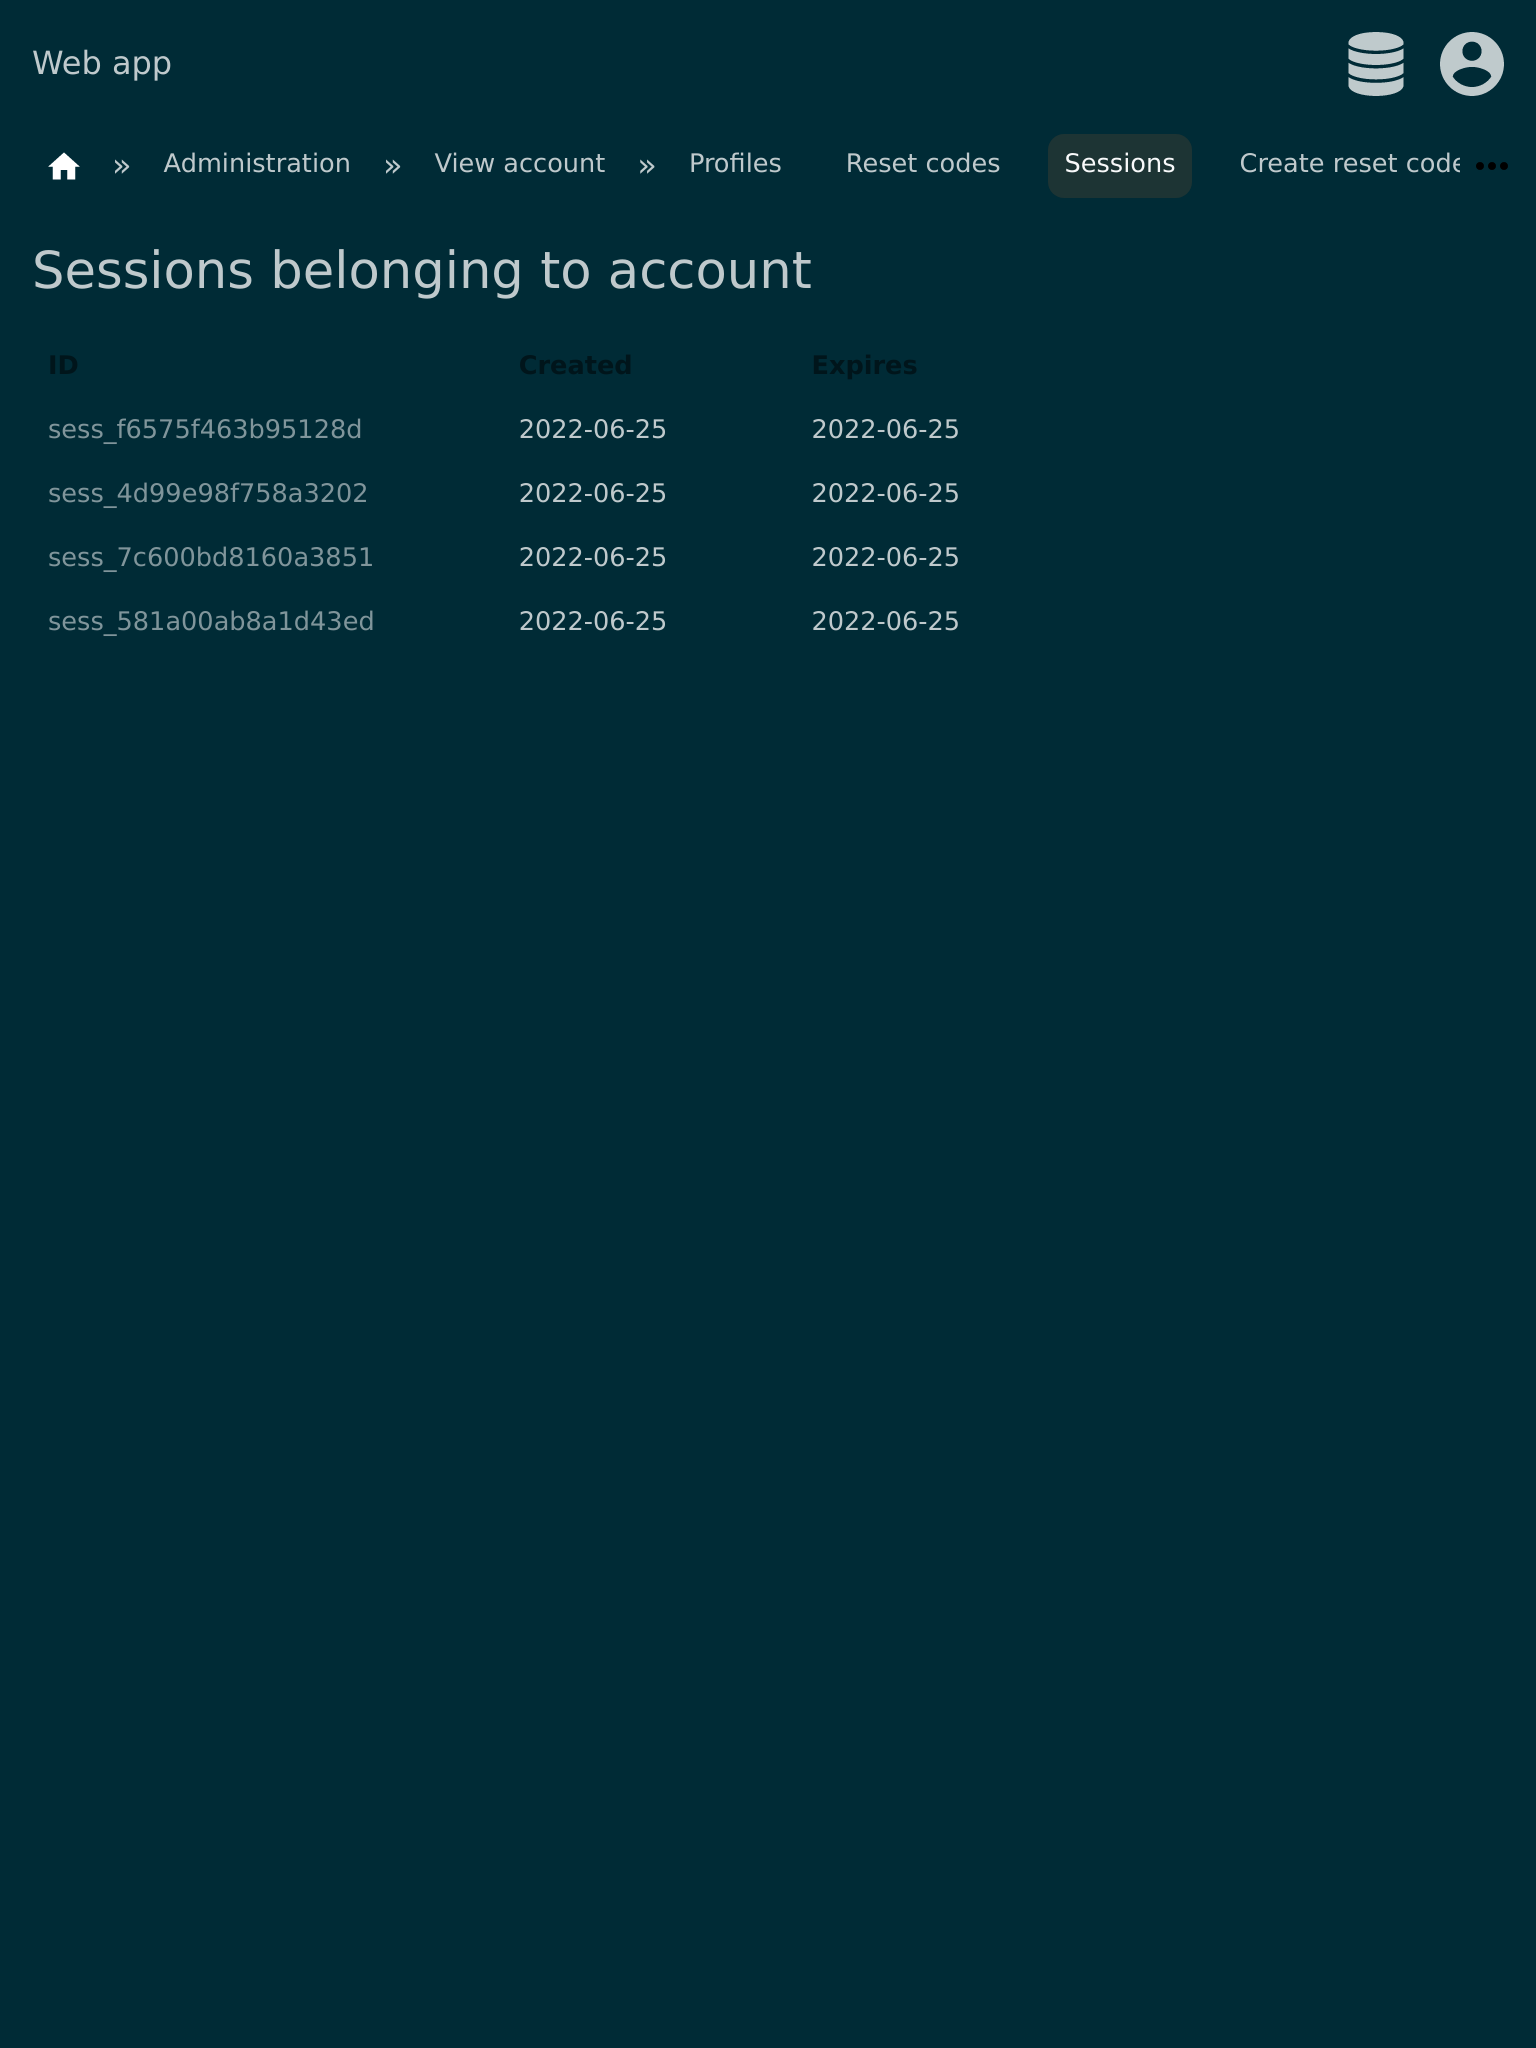 Web app
» Administration » View account » Profiles Reset codes Sessions Create reset code
Sessions belonging to account
ID Created Expires
sess_f6575f463b95128d 2022-06-25 2022-06-25
sess_4d99e98f758a3202 2022-06-25 2022-06-25
sess_7c600bd8160a3851 2022-06-25 2022-06-25
sess_581a00ab8a1d43ed 2022-06-25 2022-06-25